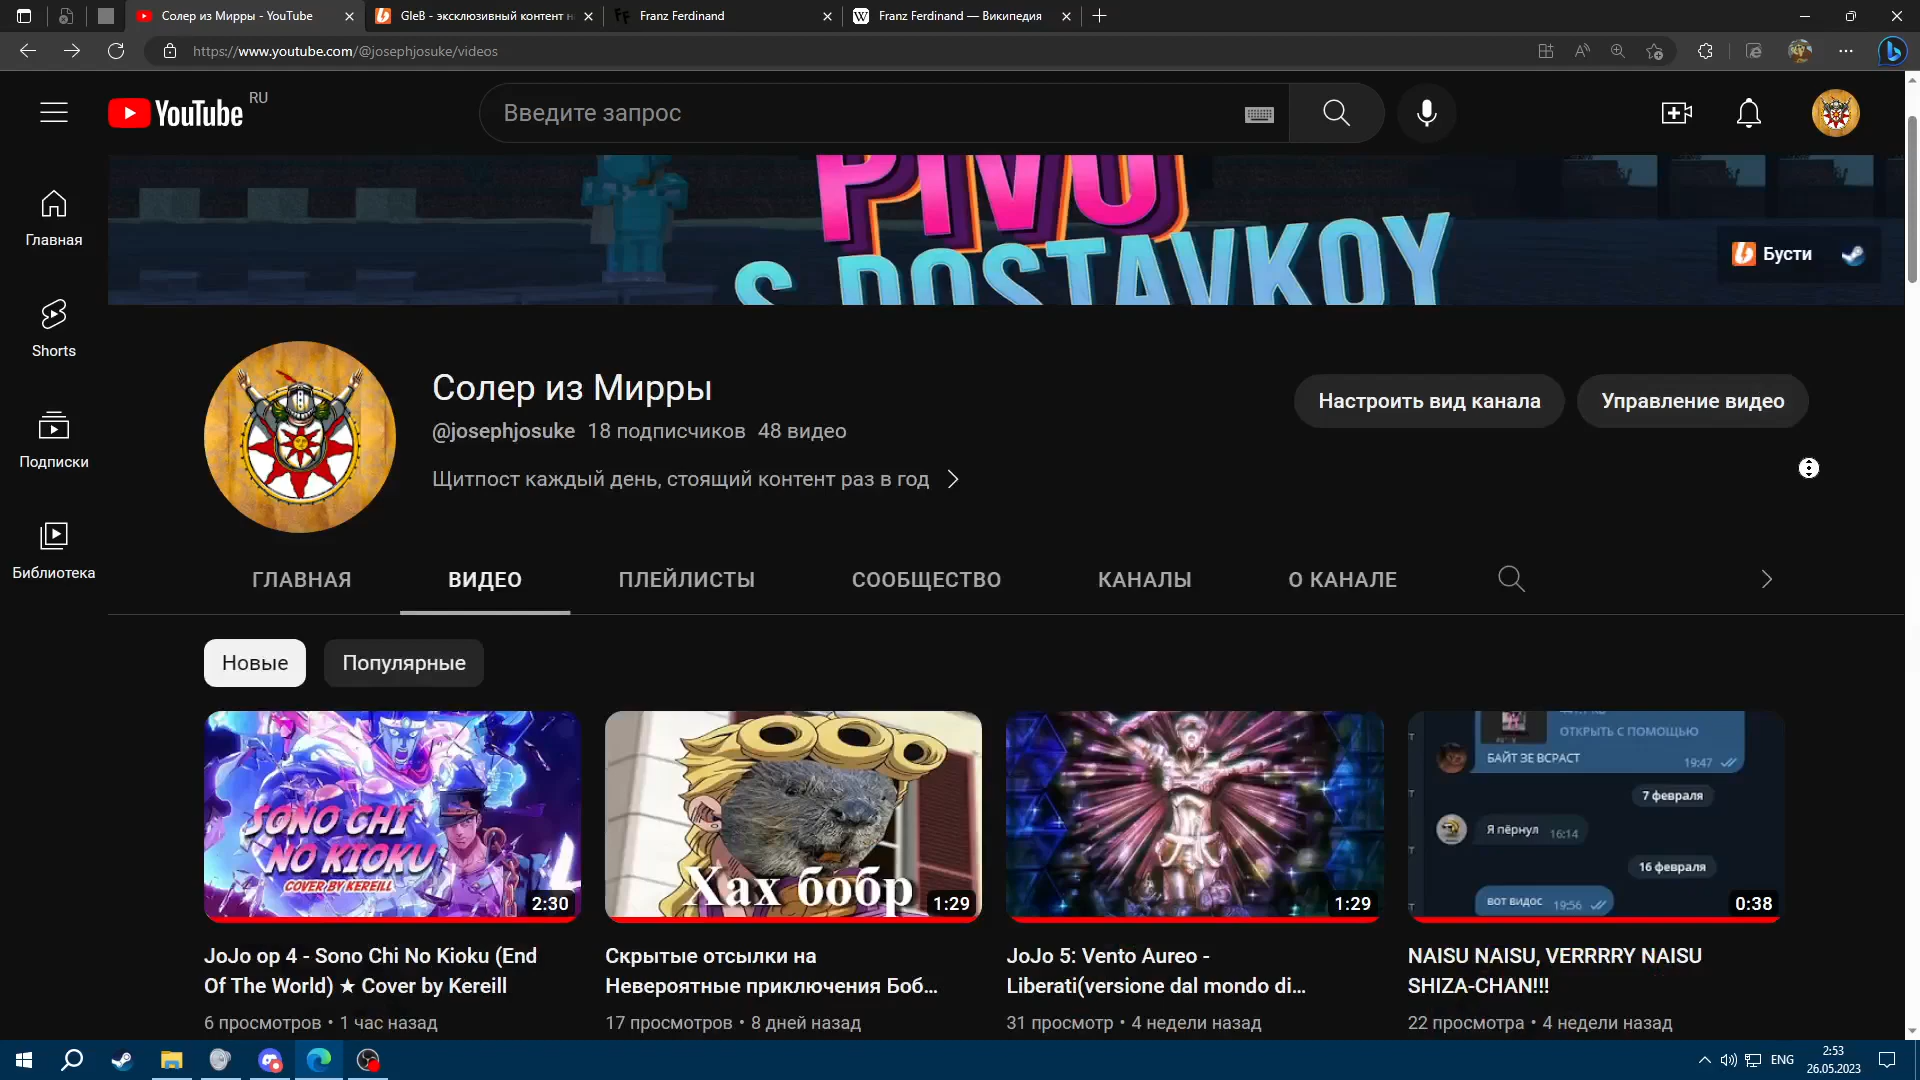 Солер из Мирры - YouTube
GleB - эксклюзивный контент н
Franz Ferdinand
Franz Ferdinand — Википедия
https://www.youtube.com/@josephjosuke/videos
YouTube RU
Введите запрос
PIVO
S DOSTAVKOY
Бусти
Главная
Shorts
Подписки
Библиотека
Солер из Мирры
@josephjosuke 18 подписчиков 48 видео
Щитпост каждый день, стоящий контент раз в год
Настроить вид канала
Управление видео
ГЛАВНАЯ ВИДЕО ПЛЕЙЛИСТЫ СООБЩЕСТВО КАНАЛЫ О КАНАЛЕ
Новые Популярные
SONO CHI
NO KIOKU
COVER BY KEREILL
2:30
Хах бобр
1:29
1:29
ОТКРЫТЬ С ПОМОЩЬЮ
БАЙТ ЗЕ ВСРАСТ 19:47
7 февраля
Я пёрнул 16:14
16 февраля
вот видос 19:56
0:38
JoJo op 4 - Sono Chi No Kioku (End
Of The World) ★ Cover by Kereill
6 просмотров • 1 час назад
Скрытые отсылки на
Невероятные приключения Боб...
17 просмотров • 8 дней назад
JoJo 5: Vento Aureo -
Liberati(versione dal mondo di...
31 просмотр • 4 недели назад
NAISU NAISU, VERRRRY NAISU
SHIZA-CHAN!!!
22 просмотра • 4 недели назад
ENG
2:53
26.05.2023